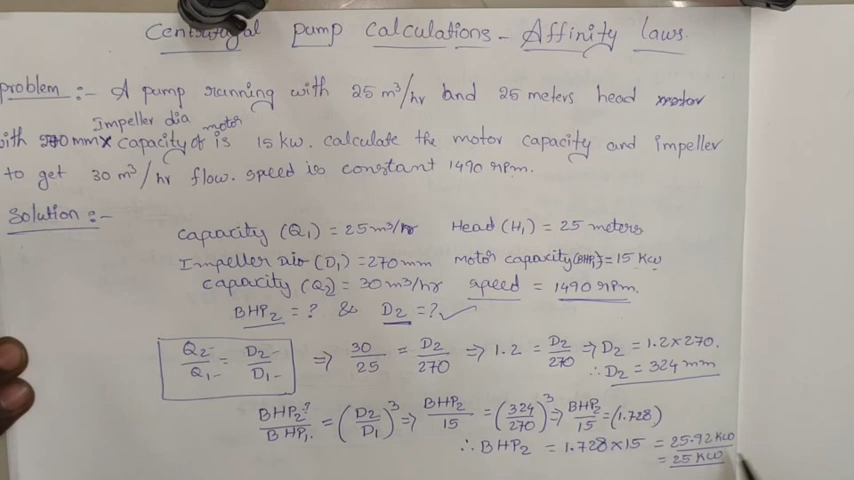 Centrifugal pump calculations - Affinity laws.
problem :- A pump running with 25 m³/hr and 25 meters head
Impeller dia motor
with 270mm capacity of is 15 kw. calculate the motor capacity and impeller
to get 30 m³/hr flow. speed is constant 1490 rpm.
Solution :-
capacity (Q1) = 25 m³/hr Head (H1) = 25 meters
Impeller Dia (D1) = 270 mm motor capacity (BHP1) = 15 Kw
capacity (Q2) = 30 m³/hr speed = 1490 rpm.
BHP2 = ? & D2 = ? ✓
Q2/Q1 = D2/D1 ⇒ 30/25 = D2/270 ⇒ 1.2 = D2/270 ⇒ D2 = 1.2 × 270.
∴ D2 = 324 mm
BHP2?/BHP1. = (D2/D1)³ ⇒ BHP2/15 = (324/270)³ ⇒ BHP2/15 = (1.728)
∴ BHP2 = 1.728 × 15 = 25.92 KW
= 25 KW